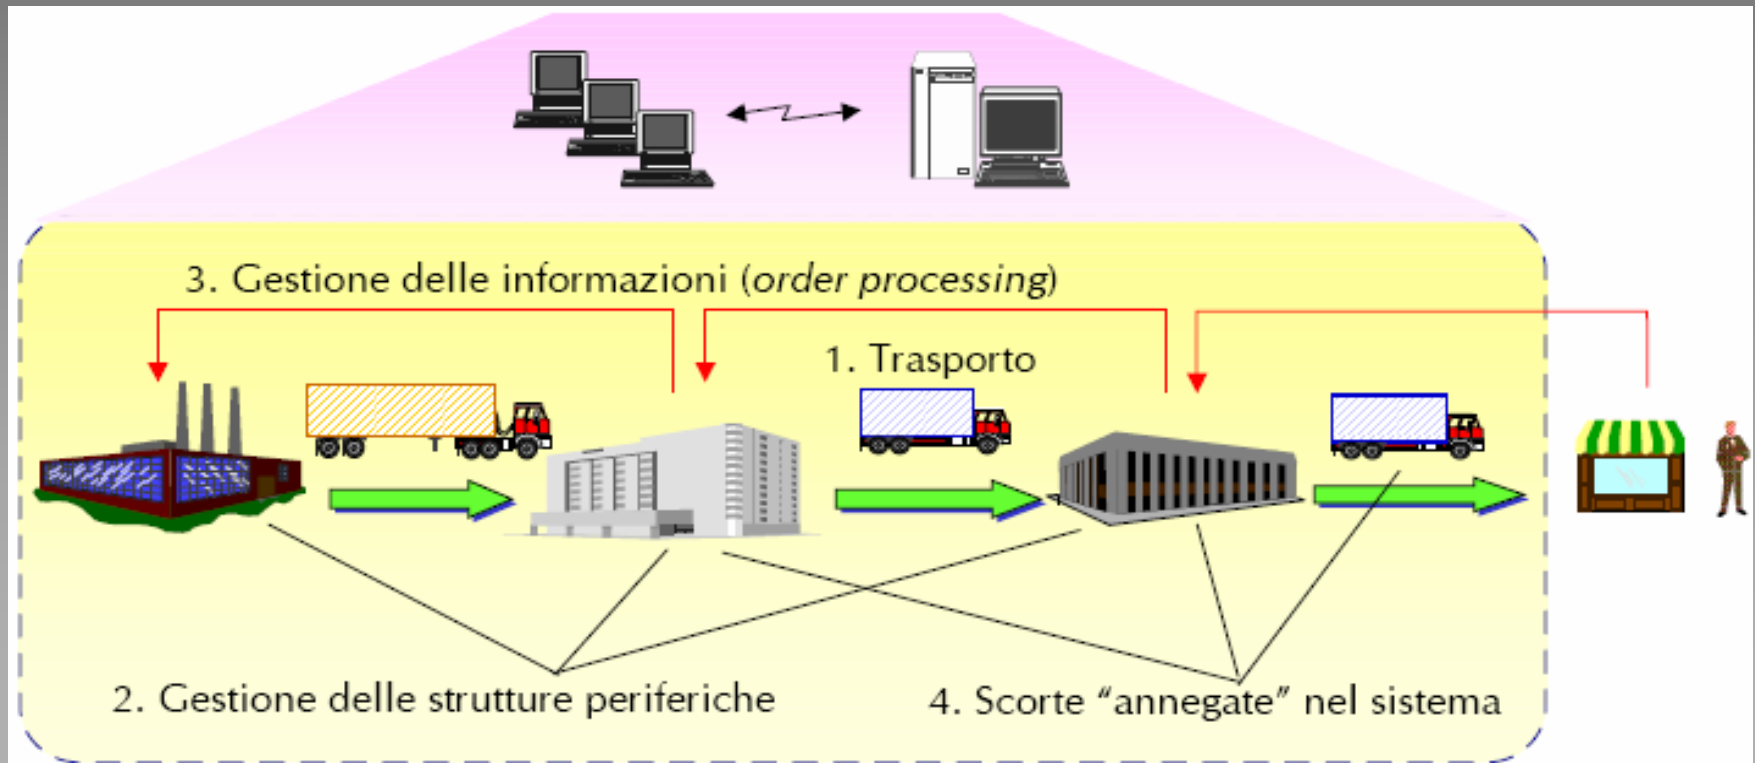 3. Gestione delle informazioni (order processing)
1. Trasporto
2. Gestione delle strutture periferiche
4. Scorte “annegate” nel sistema